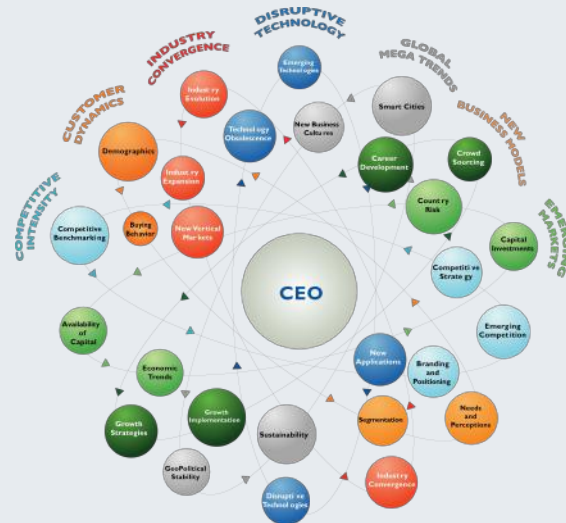 DISRUPTIVE
TECHNOLOGY
INDUSTRY
CONVERGENCE
GLOBAL
MEGA TRENDS
CUSTOMER
DYNAMICS
NEW
BUSINESS MODELS
COMPETITIVE
INTENSITY
EMERGING
MARKETS
Emerging
Technologies
Industry
Evolution
Smart Cities
New Business
Cultures
Technology
Obsolescence
Demographics
Career
Development
Crowd
Sourcing
Industry
Expansion
Country
Risk
Competitive
Benchmarking
Buying
Behavior
New Vertical
Markets
Capital
Investments
Competitive
Strategy
CEO
Availability
of
Capital
Emerging
Competition
Economic
Trends
New
Applications
Branding
and
Positioning
Growth
Strategies
Growth
Implementation
Sustainability
Segmentation
Needs
and
Perceptions
GeoPolitical
Stability
Industry
Convergence
Disruptive
Technologies